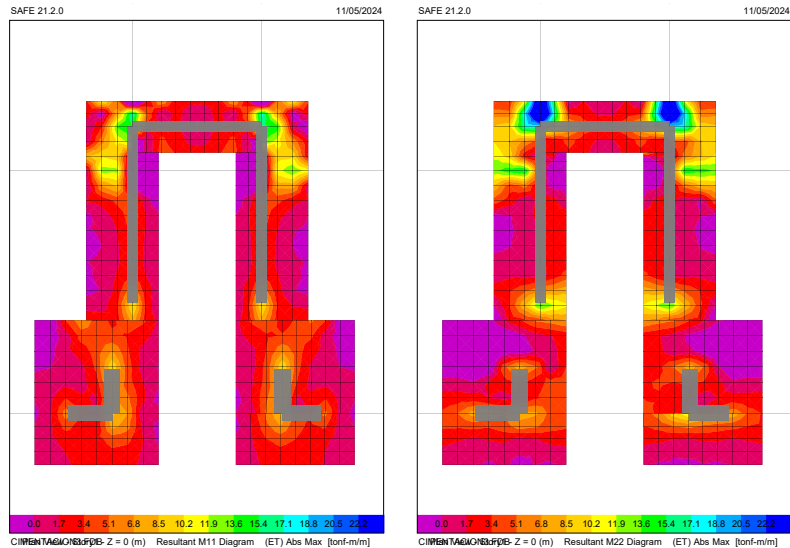 SAFE 21.2.0 11/05/2024
SAFE 21.2.0 11/05/2024
0.0 1.7 3.4 5.1 6.8 8.5 10.2 11.9 13.6 15.4 17.1 18.8 20.5 22.2
0.0 1.7 3.4 5.1 6.8 8.5 10.2 11.9 13.6 15.4 17.1 18.8 20.5 22.2
- Z = 0 (m) Resultant M11 Diagram (ET) Abs Max [tonf-m/m]
- Z = 0 (m) Resultant M22 Diagram (ET) Abs Max [tonf-m/m]